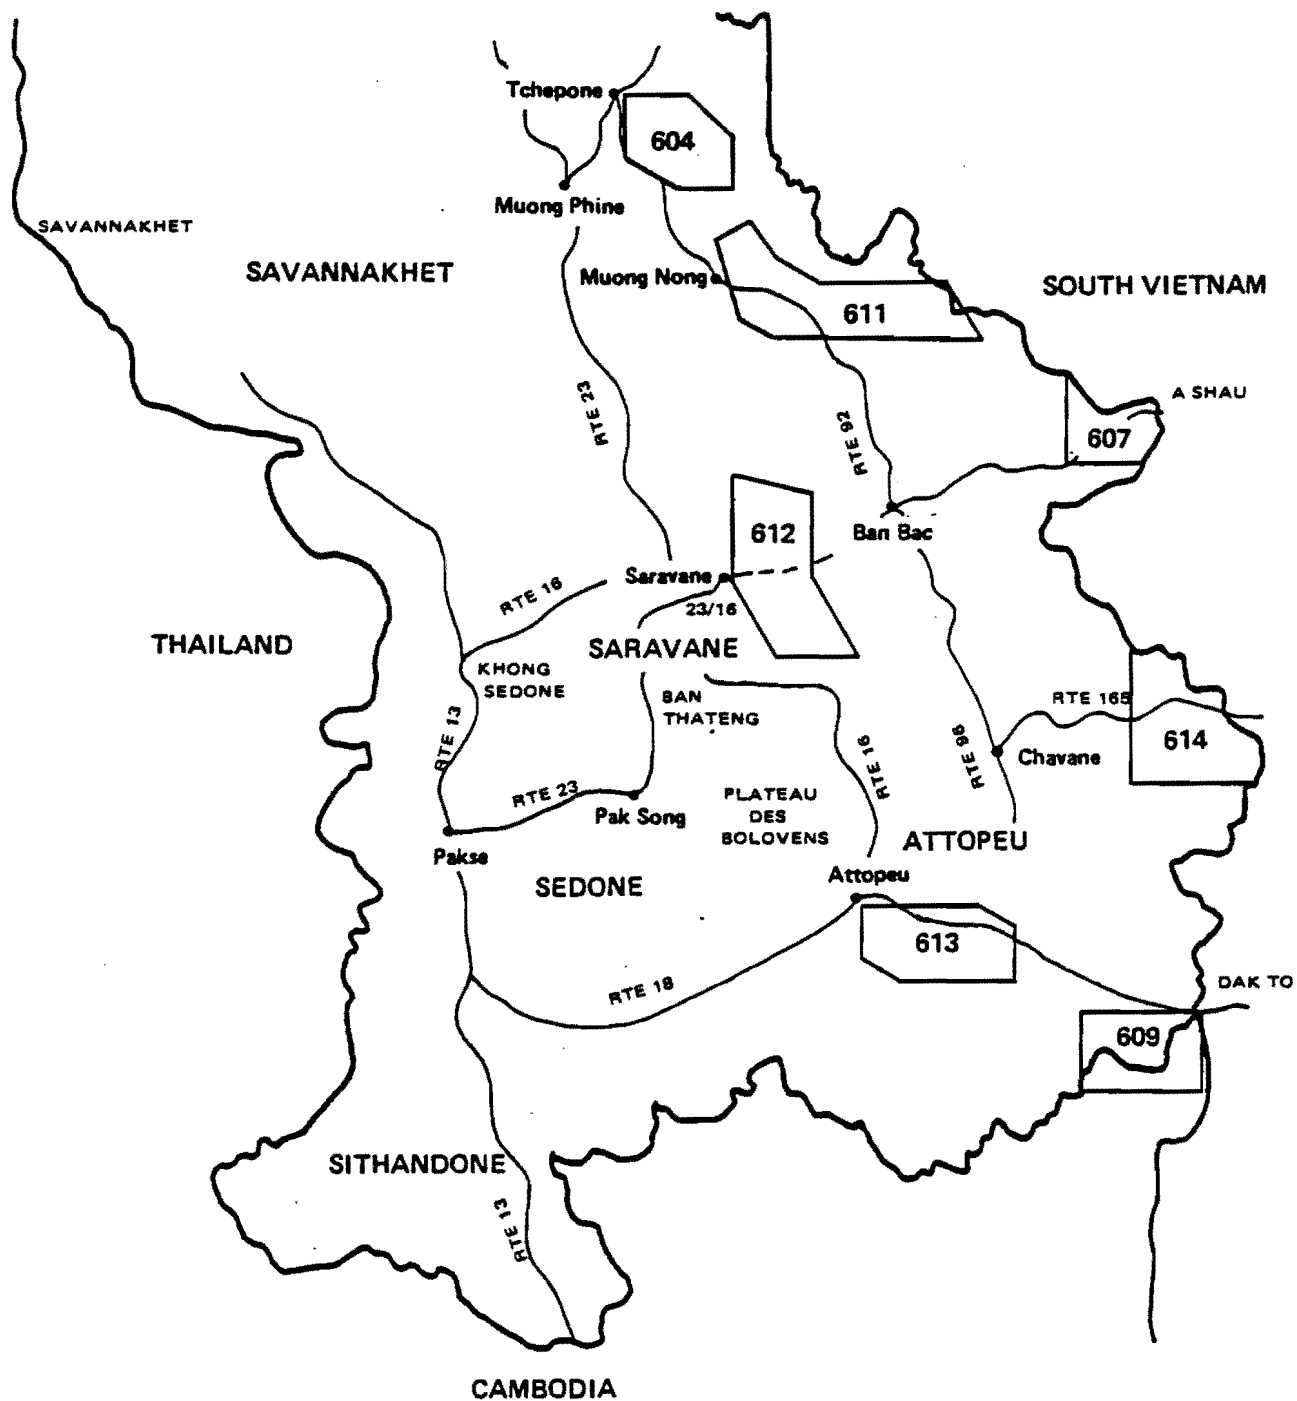 Tchepone
604
Muong Phine
SAVANNAKHET
SAVANNAKHET
Muong Nong
SOUTH VIETNAM
611
RTE 23
RTE 92
A SHAU
607
612
Ban Bac
Saravane
RTE 16
23/16
THAILAND
SARAVANE
KHONG
SEDONE
BAN
THATENG
RTE 165
RTE 13
RTE 16
RTE 96
614
Chavane
RTE 23
Pak Song
PLATEAU
DES
BOLOVENS
ATTOPEU
Pakse
SEDONE
Attopeu
613
RTE 18
DAK TO
609
SITHANDONE
RTE 13
CAMBODIA